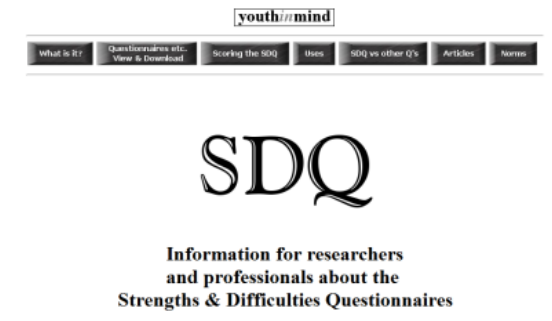 youthinmind
What is it? Questionnaires etc. View & Download Scoring the SDQ Uses SDQ vs other Q's Articles Norms
SDQ
Information for researchers
and professionals about the
Strengths & Difficulties Questionnaires